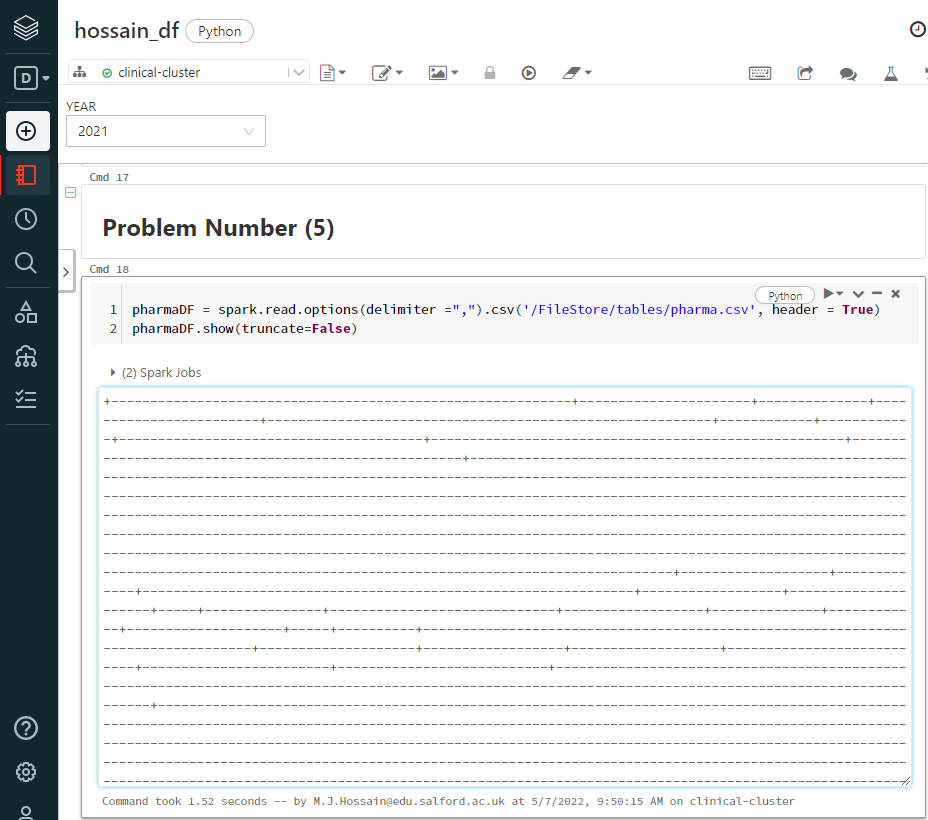 hossain_df Python
D
clinical-cluster
YEAR
2021
Cmd 17
Problem Number (5)
Cmd 18
Python
1 pharmaDF = spark.read.options(delimiter =",").csv('/FileStore/tables/pharma.csv', header = True)
2 pharmaDF.show(truncate=False)
(2) Spark Jobs
Command took 1.52 seconds -- by M.J.Hossain@edu.salford.ac.uk at 5/7/2022, 9:50:15 AM on clinical-cluster